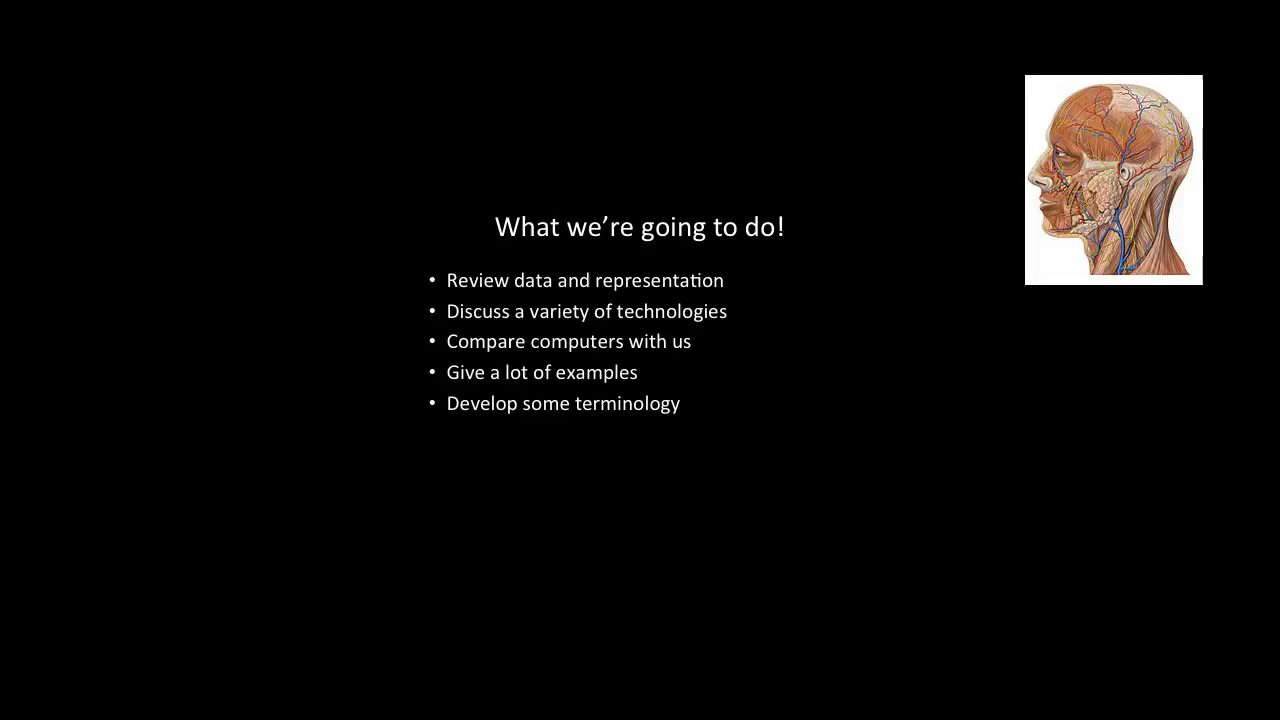 What we’re going to do!
• Review data and representation
• Discuss a variety of technologies
• Compare computers with us
• Give a lot of examples
• Develop some terminology